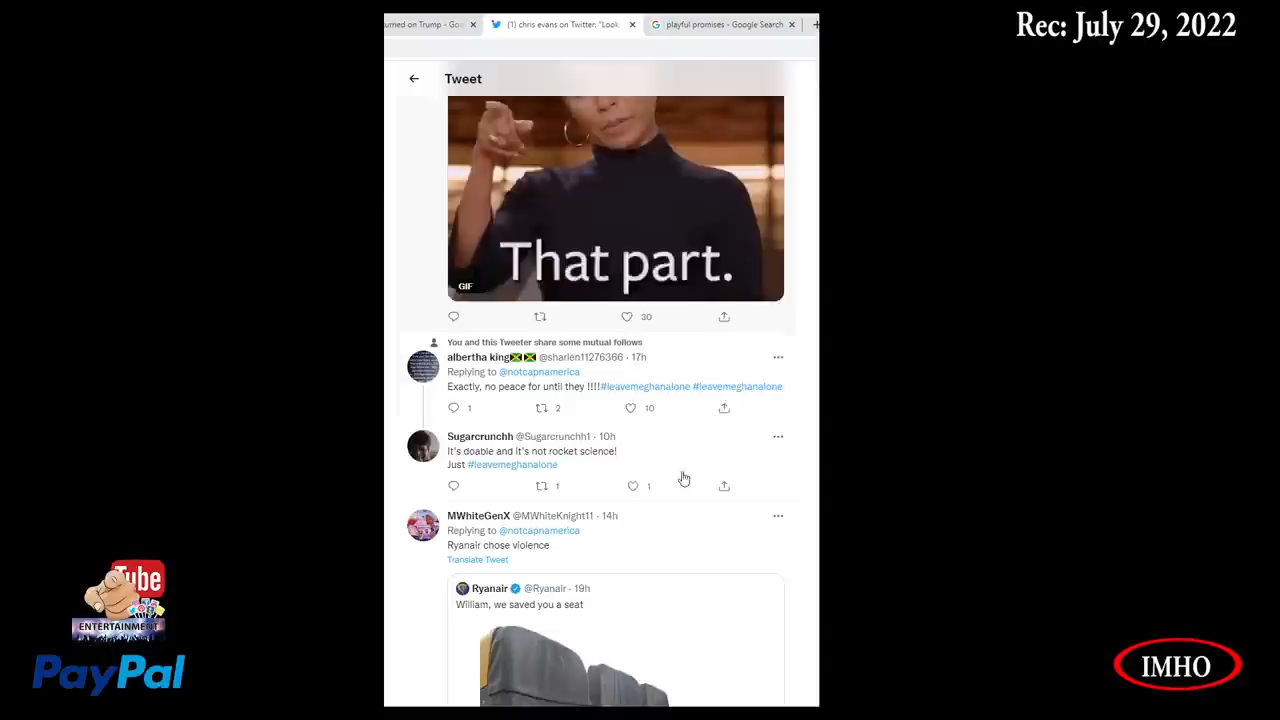 Rec: July 29, 2022
urned on Trump - Goo
(1) chris evans on Twitter: "Look
playful promises - Google Search
Tweet
That part.
GIF
30
You and this Tweeter share some mutual follows
albertha king🇯🇲🇯🇲 @sharlen11276366 · 17h
Replying to @notcapnamerica
Exactly, no peace for until they !!!!#leavemeghanalone #leavemeghanalone
1 2 10
Sugarcrunchh @Sugarcrunchh1 · 10h
It's doable and it's not rocket science!
Just #leavemeghanalone
1 1
MWhiteGenX @MWhiteKnight11 · 14h
Replying to @notcapnamerica
Ryanair chose violence
Translate Tweet
Ryanair @Ryanair · 19h
William, we saved you a seat
Tube
ENTERTAINMENT
PayPal
IMHO